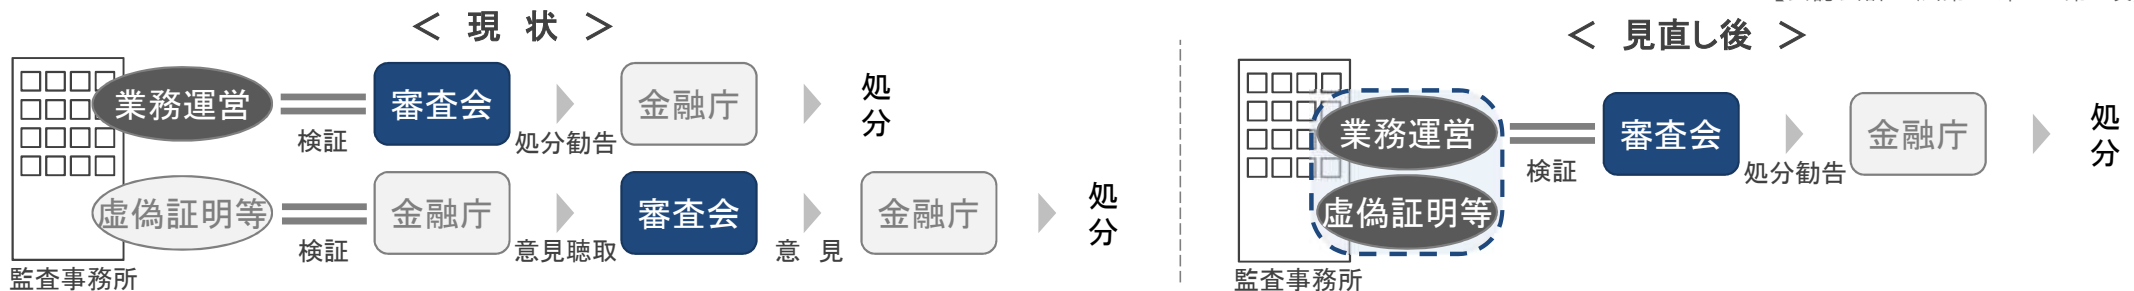 ＜ 現 状 ＞
業務運営
検証
審査会
処分勧告
金融庁
処分
虚偽証明等
検証
金融庁
意見聴取
審査会
意 見
金融庁
処分
監査事務所
＜ 見直し後 ＞
業務運営
虚偽証明等
検証
審査会
処分勧告
金融庁
処分
監査事務所